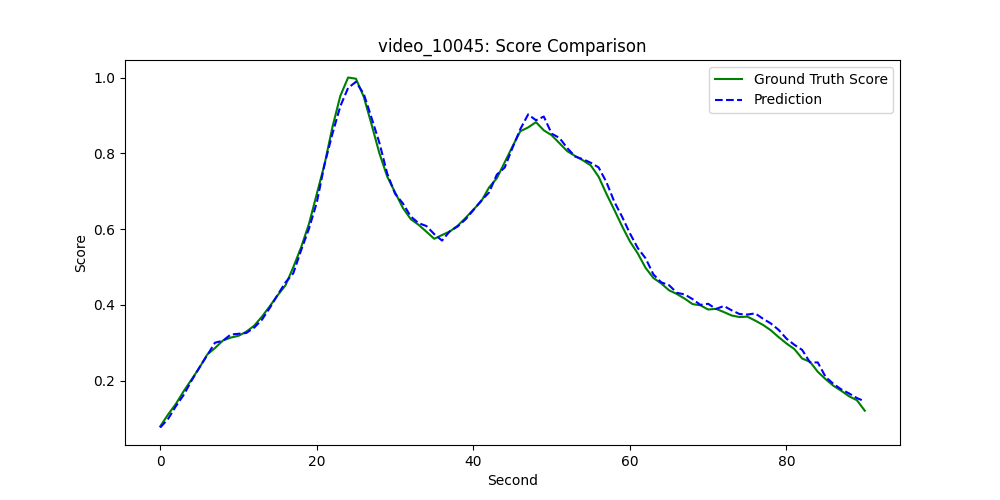 video_10045: Score Comparison
Ground Truth Score
Prediction
1.0
0.8
0.6
0.4
0.2
Score
0 20 40 60 80
Second